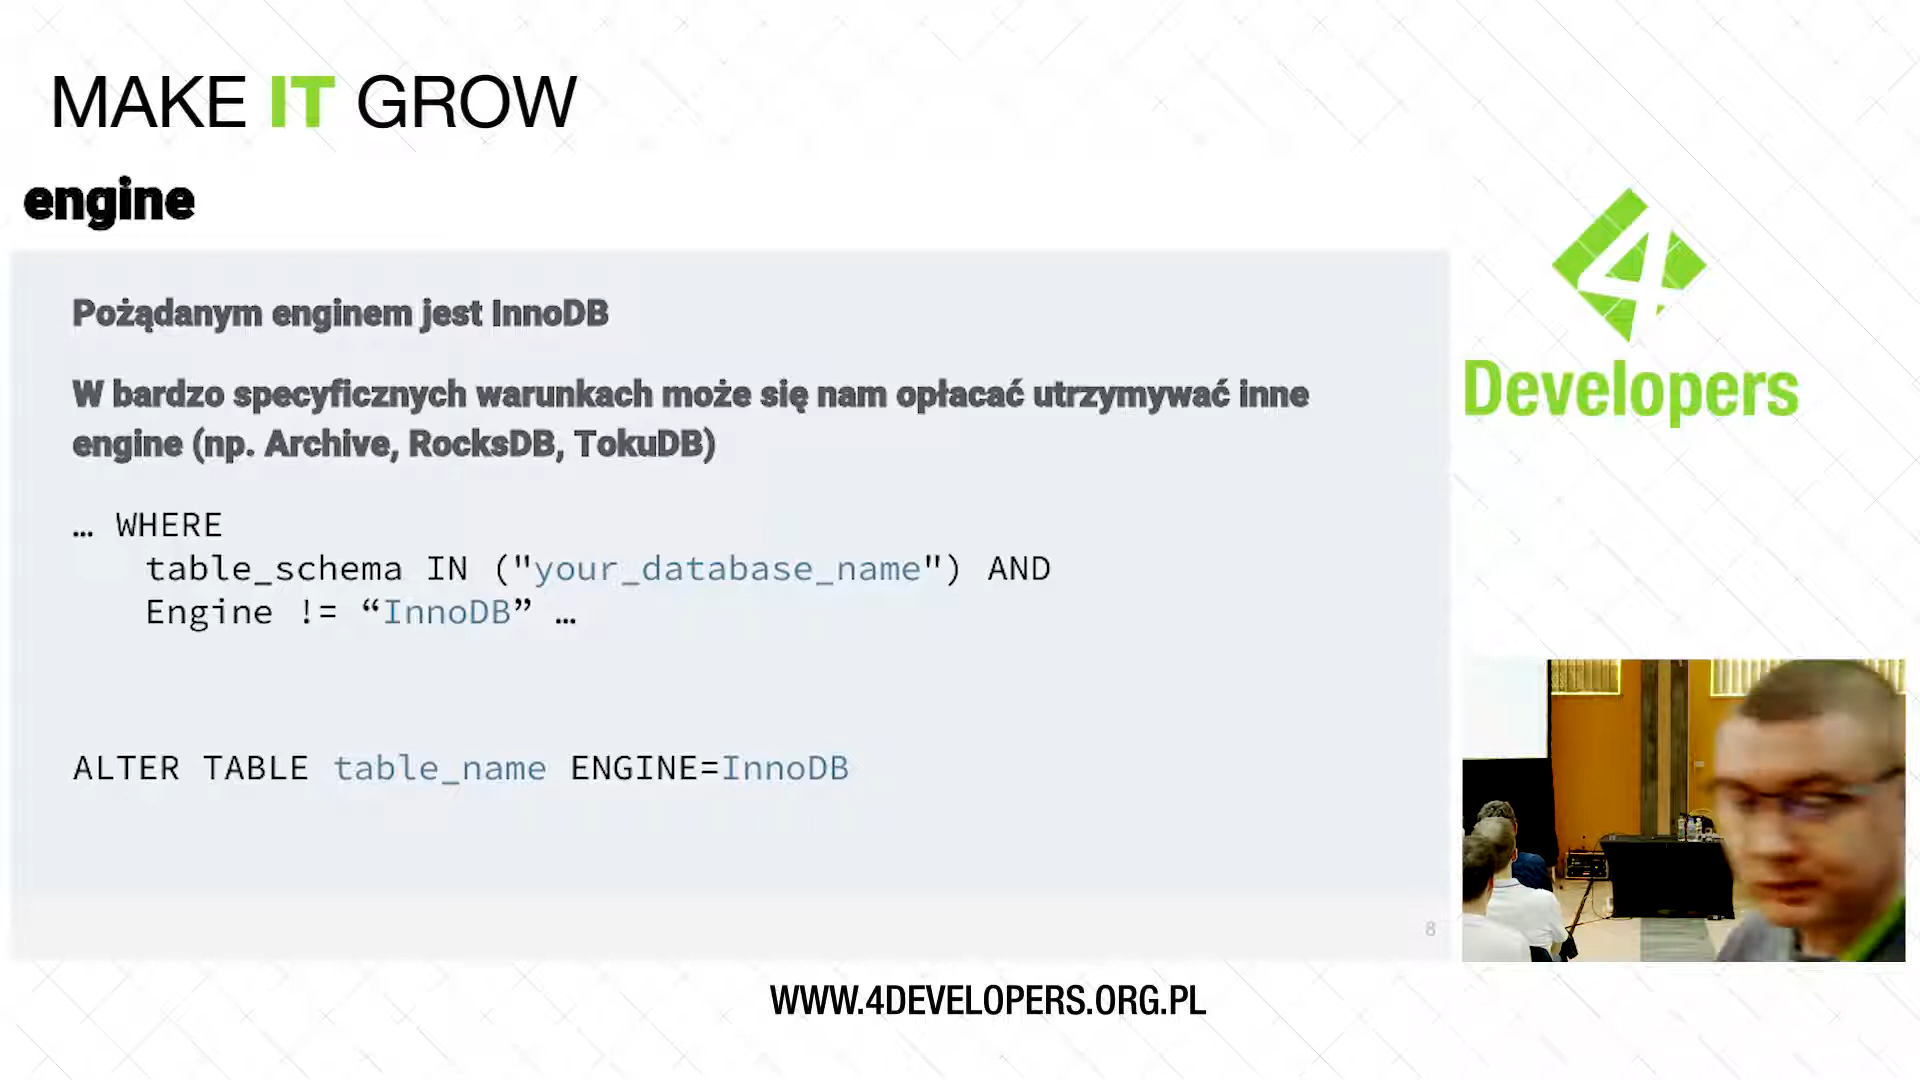 MAKE IT GROW
engine
Pożądanym enginem jest InnoDB
W bardzo specyficznych warunkach może się nam opłacać utrzymywać inne
engine (np. Archive, RocksDB, TokuDB)
… WHERE
table_schema IN ("your_database_name") AND
Engine != “InnoDB” …
ALTER TABLE table_name ENGINE=InnoDB
8
4
Developers
WWW.4DEVELOPERS.ORG.PL